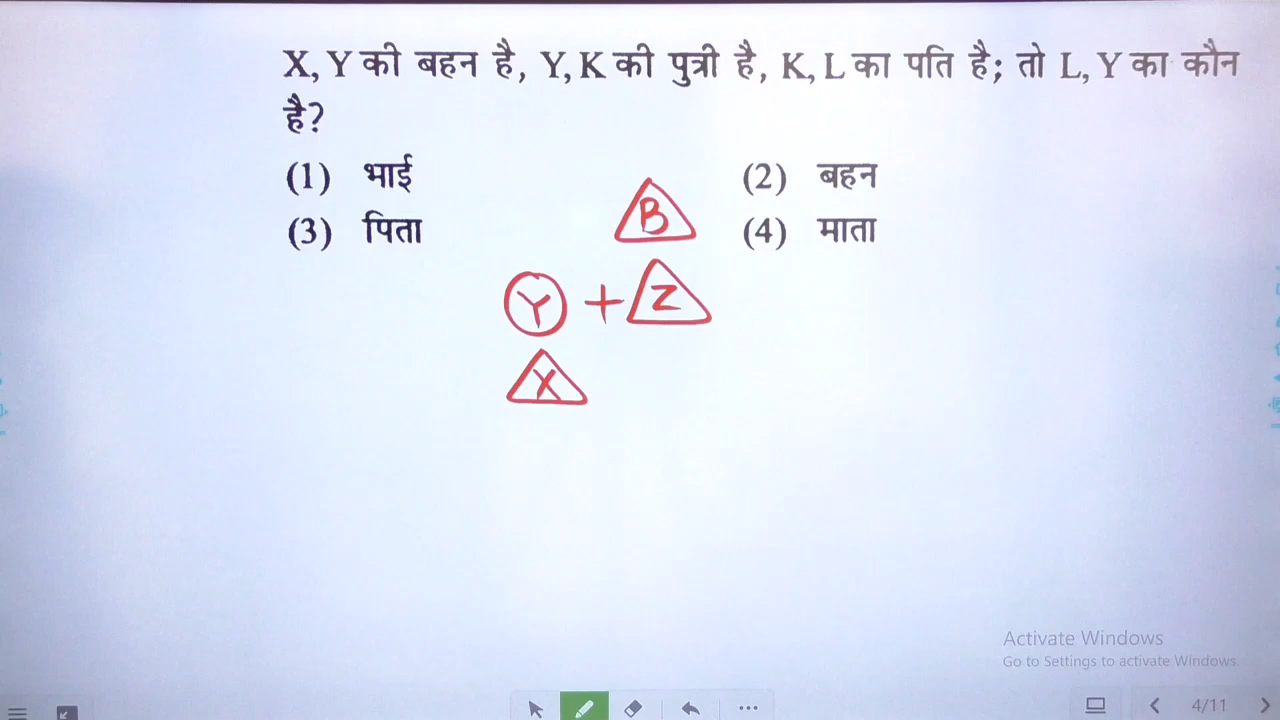 X, Y की बहन है, Y, K की पुत्री है, K, L का पति है; तो L, Y का कौन
है?
(1) भाई (2) बहन
(3) पिता (4) माता
B
Y + Z
X
Activate Windows
Go to Settings to activate Windows.
4/11